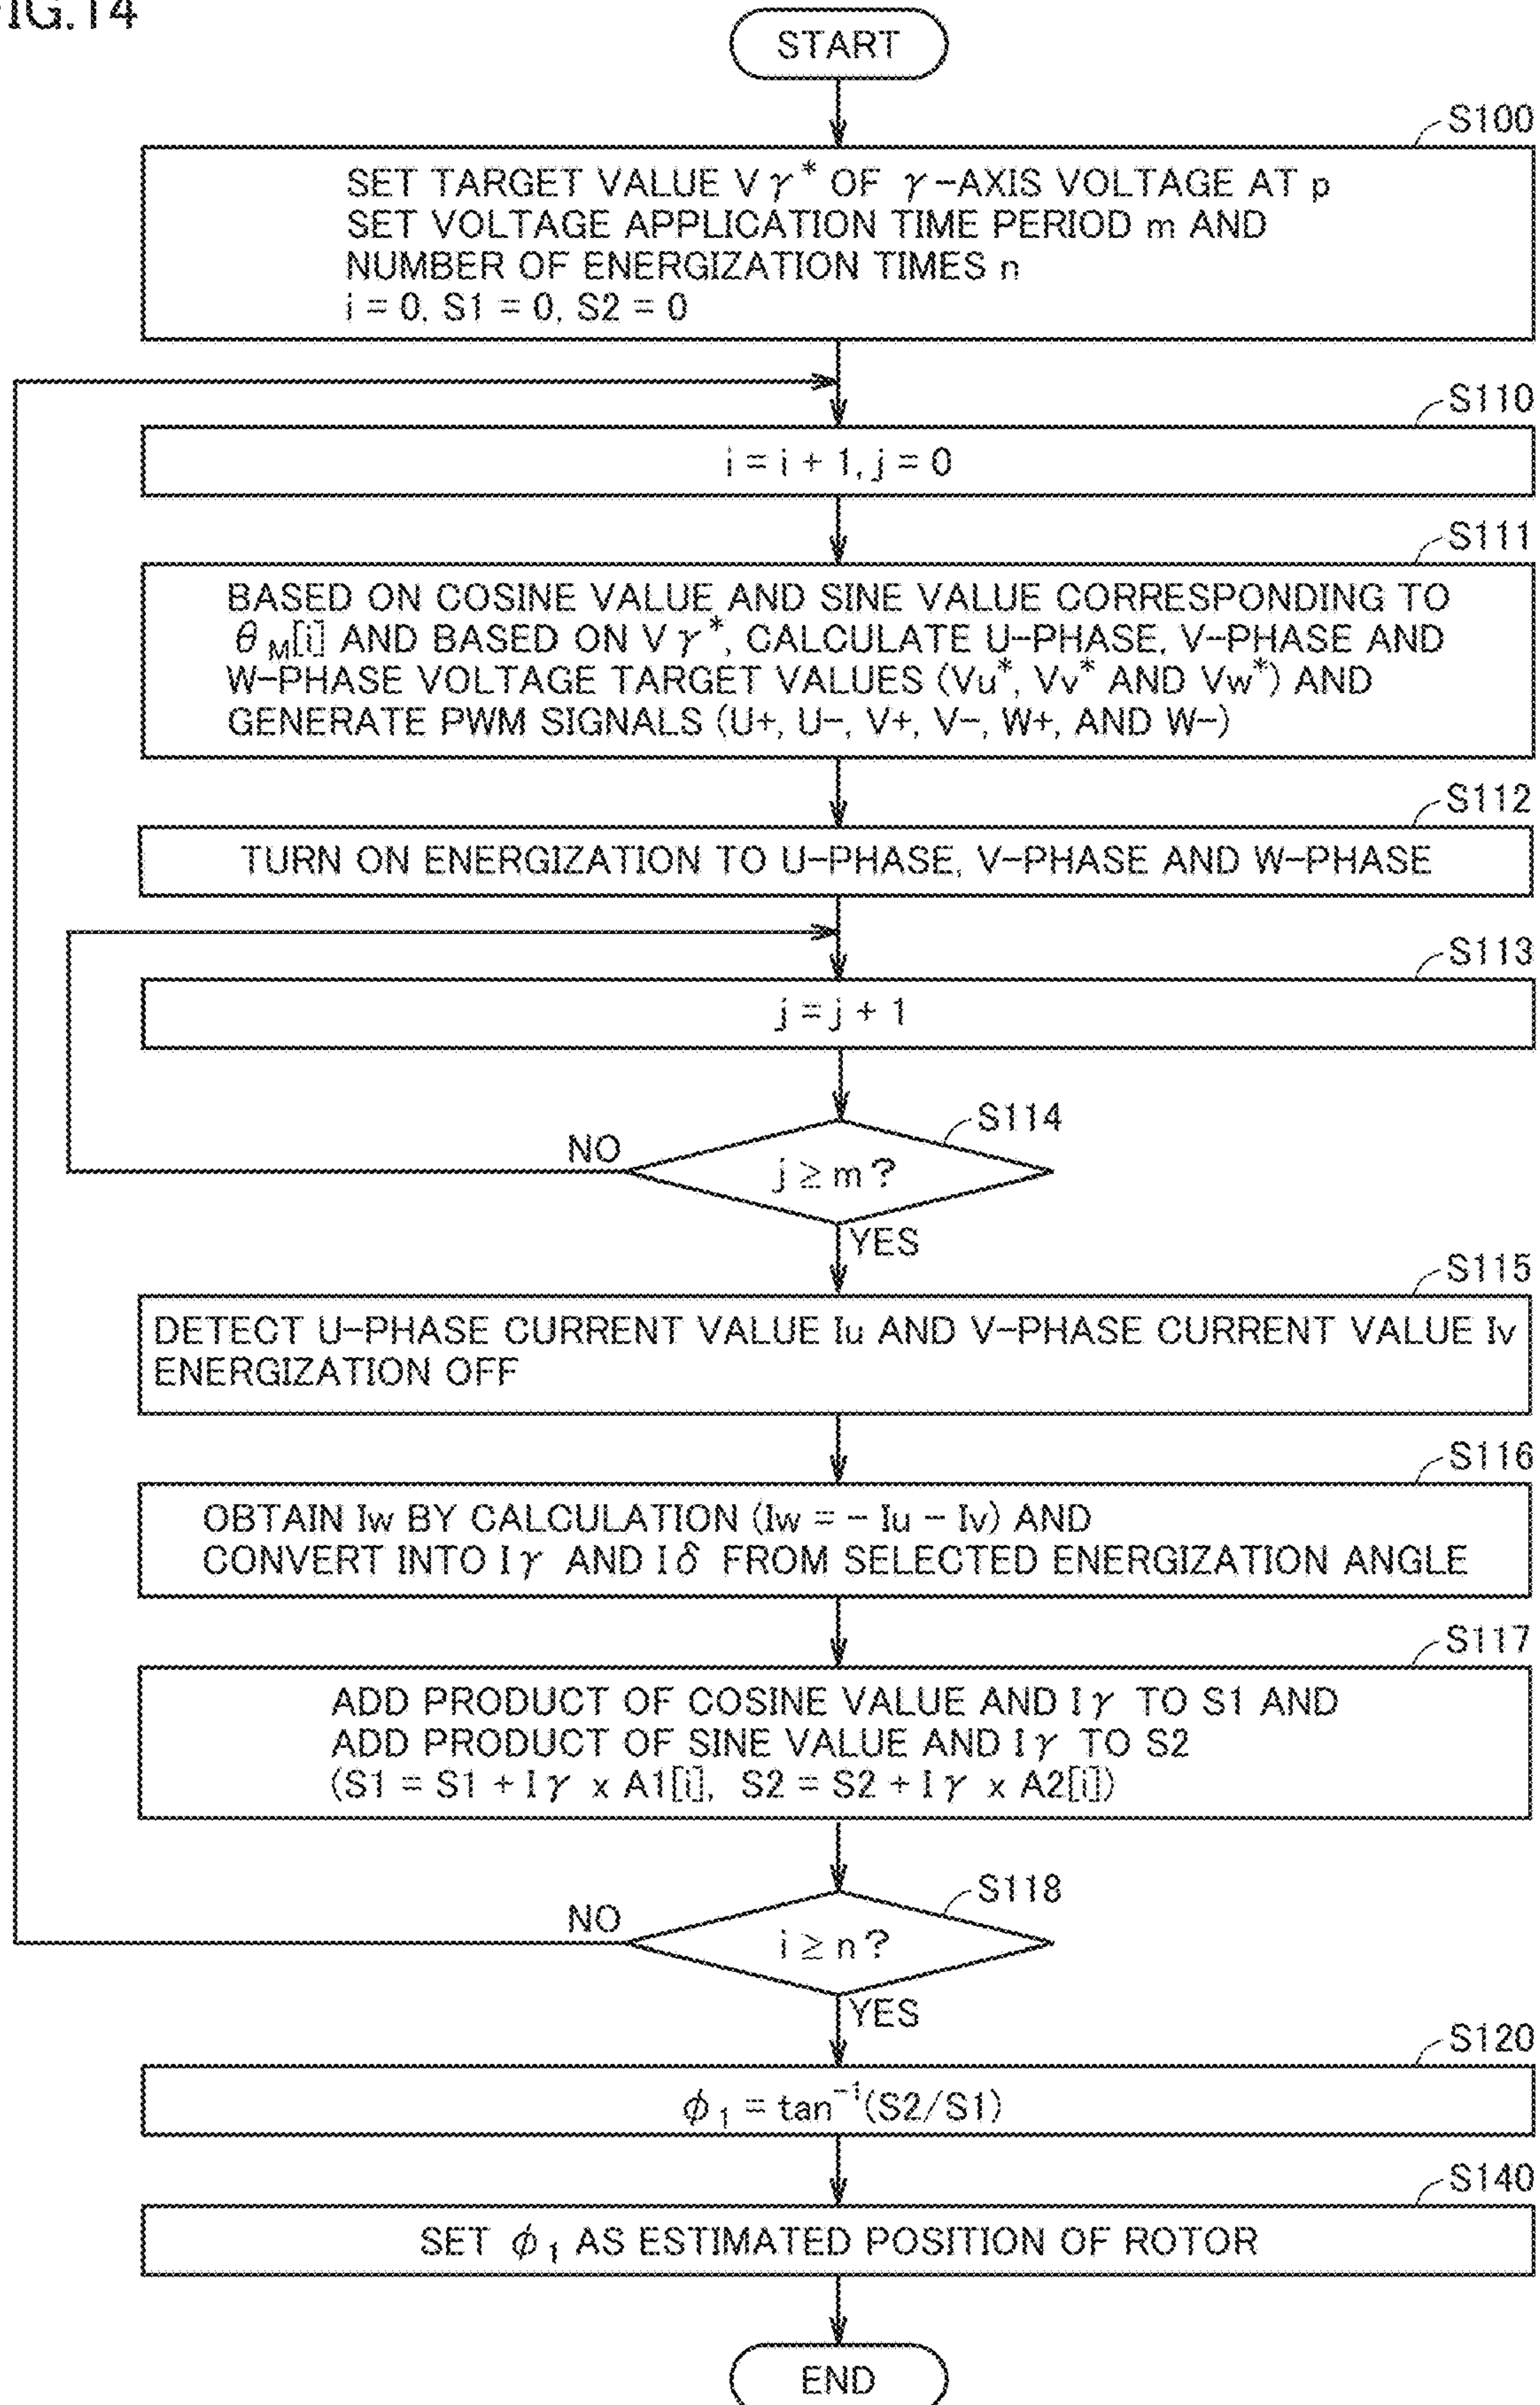 FIG.14
START
S100
SET TARGET VALUE Vγ* OF γ-AXIS VOLTAGE AT p
SET VOLTAGE APPLICATION TIME PERIOD m AND
NUMBER OF ENERGIZATION TIMES n
i = 0, S1 = 0, S2 = 0
S110
i = i + 1, j = 0
S111
BASED ON COSINE VALUE AND SINE VALUE CORRESPONDING TO
θM[i] AND BASED ON Vγ*, CALCULATE U-PHASE, V-PHASE AND
W-PHASE VOLTAGE TARGET VALUES (Vu*, Vv* AND Vw*) AND
GENERATE PWM SIGNALS (U+, U-, V+, V-, W+, AND W-)
S112
TURN ON ENERGIZATION TO U-PHASE, V-PHASE AND W-PHASE
S113
j = j + 1
S114
NO
j ≥ m ?
YES
S115
DETECT U-PHASE CURRENT VALUE Iu AND V-PHASE CURRENT VALUE Iv
ENERGIZATION OFF
S116
OBTAIN Iw BY CALCULATION (Iw = - Iu - Iv) AND
CONVERT INTO Iγ AND Iδ FROM SELECTED ENERGIZATION ANGLE
S117
ADD PRODUCT OF COSINE VALUE AND Iγ TO S1 AND
ADD PRODUCT OF SINE VALUE AND Iγ TO S2
(S1 = S1 + Iγ x A1[i], S2 = S2 + Iγ x A2[i])
S118
NO
i ≥ n ?
YES
S120
φ1 = tan⁻¹(S2/S1)
S140
SET φ1 AS ESTIMATED POSITION OF ROTOR
END